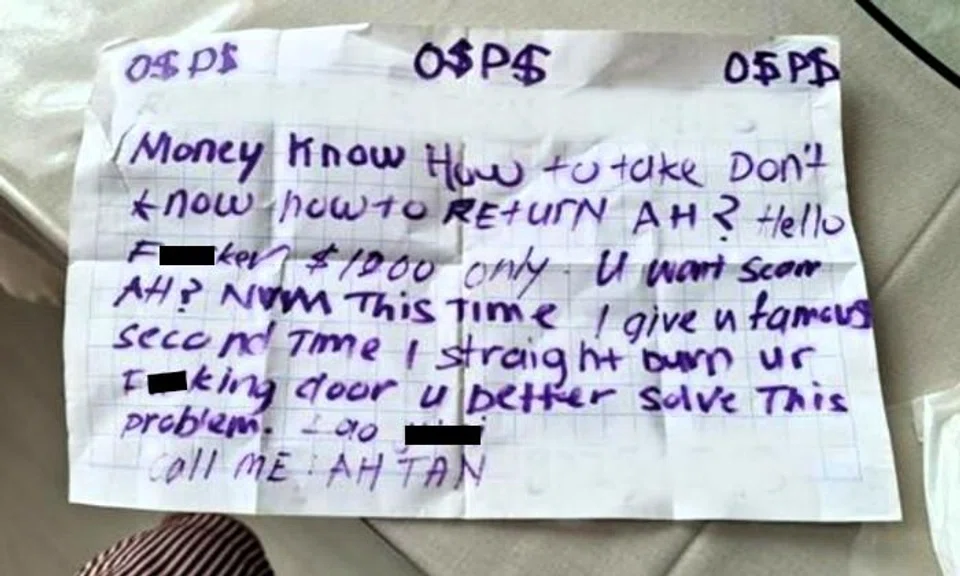 O$P$ O$P$ O$P$
Money Know How to take Don't
know how to REtURN AH? Hello
F ker $1200 only. U want scam
AH? NVM This Time I give u famous
second Time I straight burn ur
F king door u better solve This
problem.
Call ME: AH TAN